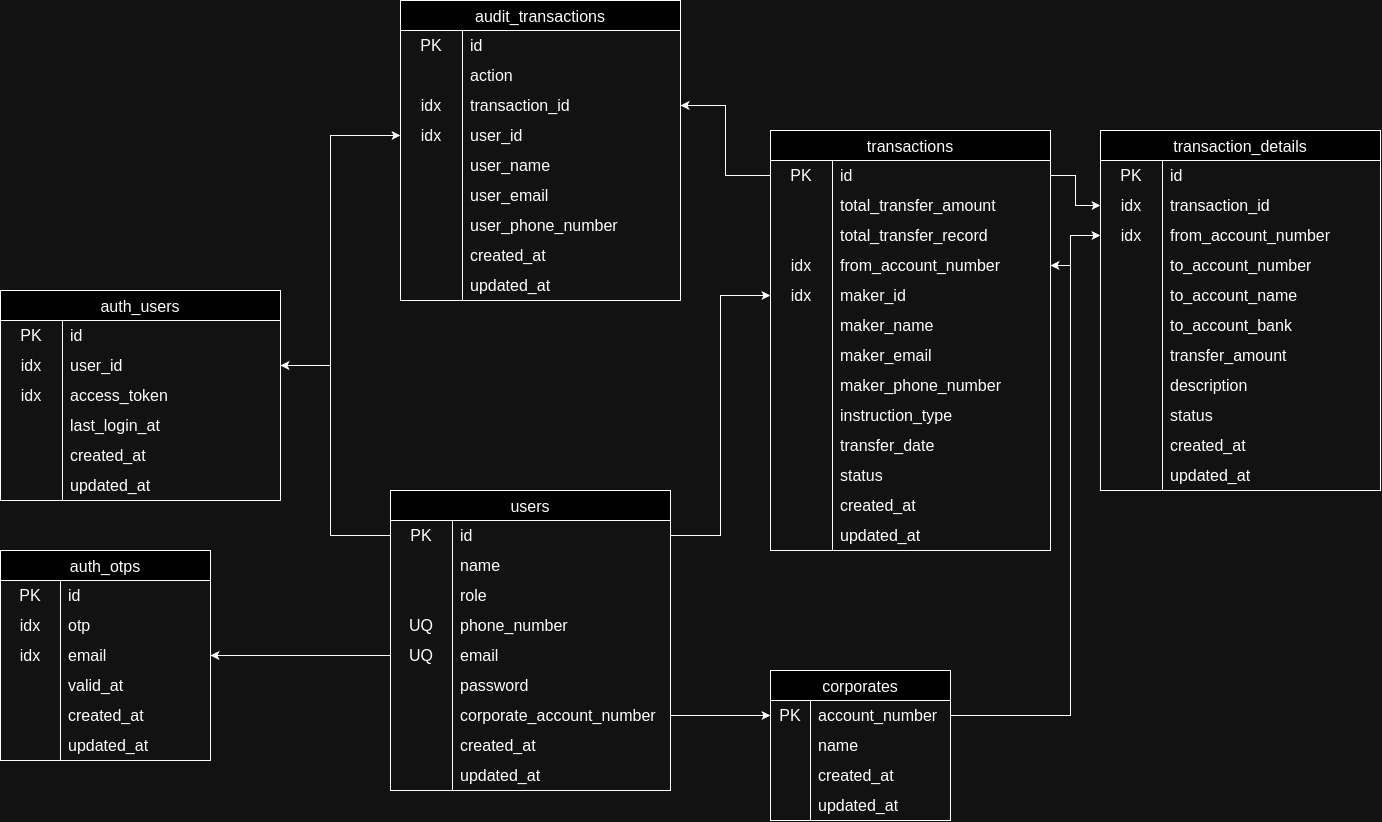 audit_transactions
PK id
action
idx transaction_id
idx user_id
user_name
user_email
user_phone_number
created_at
updated_at
transactions
PK id
total_transfer_amount
total_transfer_record
idx from_account_number
idx maker_id
maker_name
maker_email
maker_phone_number
instruction_type
transfer_date
status
created_at
updated_at
transaction_details
PK id
idx transaction_id
idx from_account_number
to_account_number
to_account_name
to_account_bank
transfer_amount
description
status
created_at
updated_at
auth_users
PK id
idx user_id
idx access_token
last_login_at
created_at
updated_at
users
PK id
name
role
UQ phone_number
UQ email
password
corporate_account_number
created_at
updated_at
auth_otps
PK id
idx otp
idx email
valid_at
created_at
updated_at
corporates
PK account_number
name
created_at
updated_at